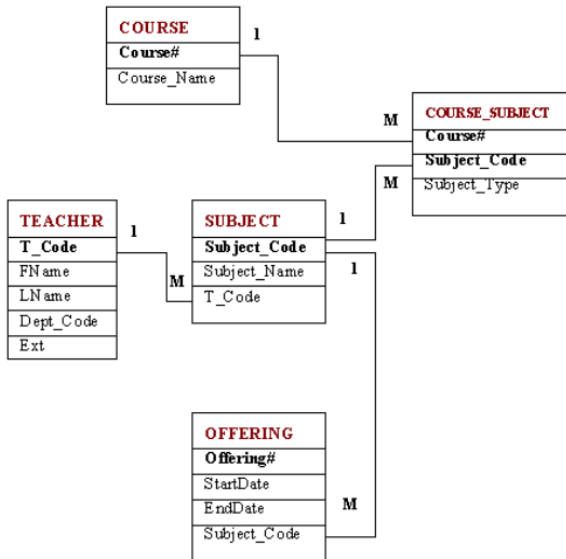 COURSE
Course#
Course_Name
1
M
COURSE_SUBJECT
Course#
Subject_Code
Subject_Type
M
TEACHER
T_Code
FName
LName
Dept_Code
Ext
1
M
SUBJECT
Subject_Code
Subject_Name
T_Code
1
1
OFFERING
Offering#
StartDate
EndDate
Subject_Code
M